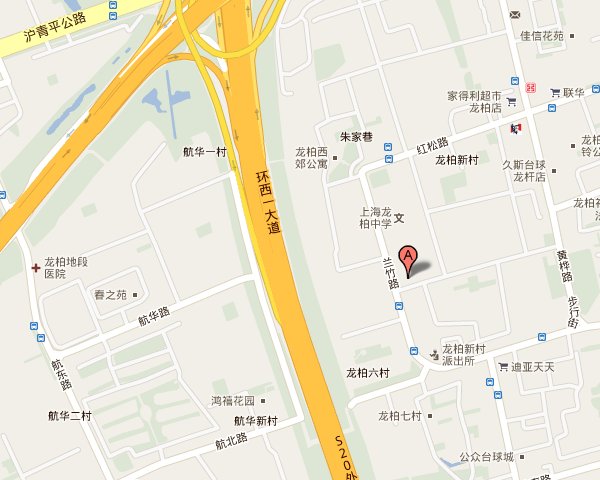 沪青平公路
佳信花苑
家得利超市
龙柏店
联华
朱家巷
红松路
航华一村
龙柏西
郊公寓
龙柏新村
龙柏
铃公
久斯台球
龙杆店
环西一大道
上海龙
柏中学
文
龙柏衤
黄桦路
步行街
A
兰竹路
龙柏地段
医院
春之苑
航华路
航东路
龙柏新村
派出所
迪亚天天
龙柏六村
鸿禧花园
航华二村
航华新村
龙柏七村
航北路
S20外
公众台球城